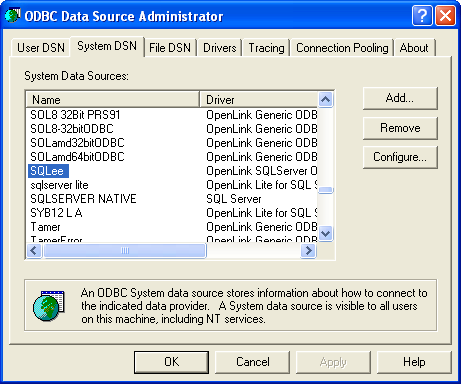 ODBC Data Source Administrator
User DSN System DSN File DSN Drivers Tracing Connection Pooling About
System Data Sources:
Name Driver
SOL8 32Bit PRS91 OpenLink Generic ODB
SOL8-32bitODBC OpenLink Generic ODB
SOLamd32bitODBC OpenLink Generic ODB
SOLamd64bitODBC OpenLink Generic ODB
SQLee OpenLink SQLServer O
sqlserver lite OpenLink Lite for SQL S
SQLSERVER NATIVE SQL Server
SYB12 L A OpenLink Lite for SQL S
Tamer OpenLink Generic ODB
TamerError OpenLink Generic ODB
Add...
Remove
Configure...
An ODBC System data source stores information about how to connect to
the indicated data provider. A System data source is visible to all users
on this machine, including NT services.
OK Cancel Apply Help